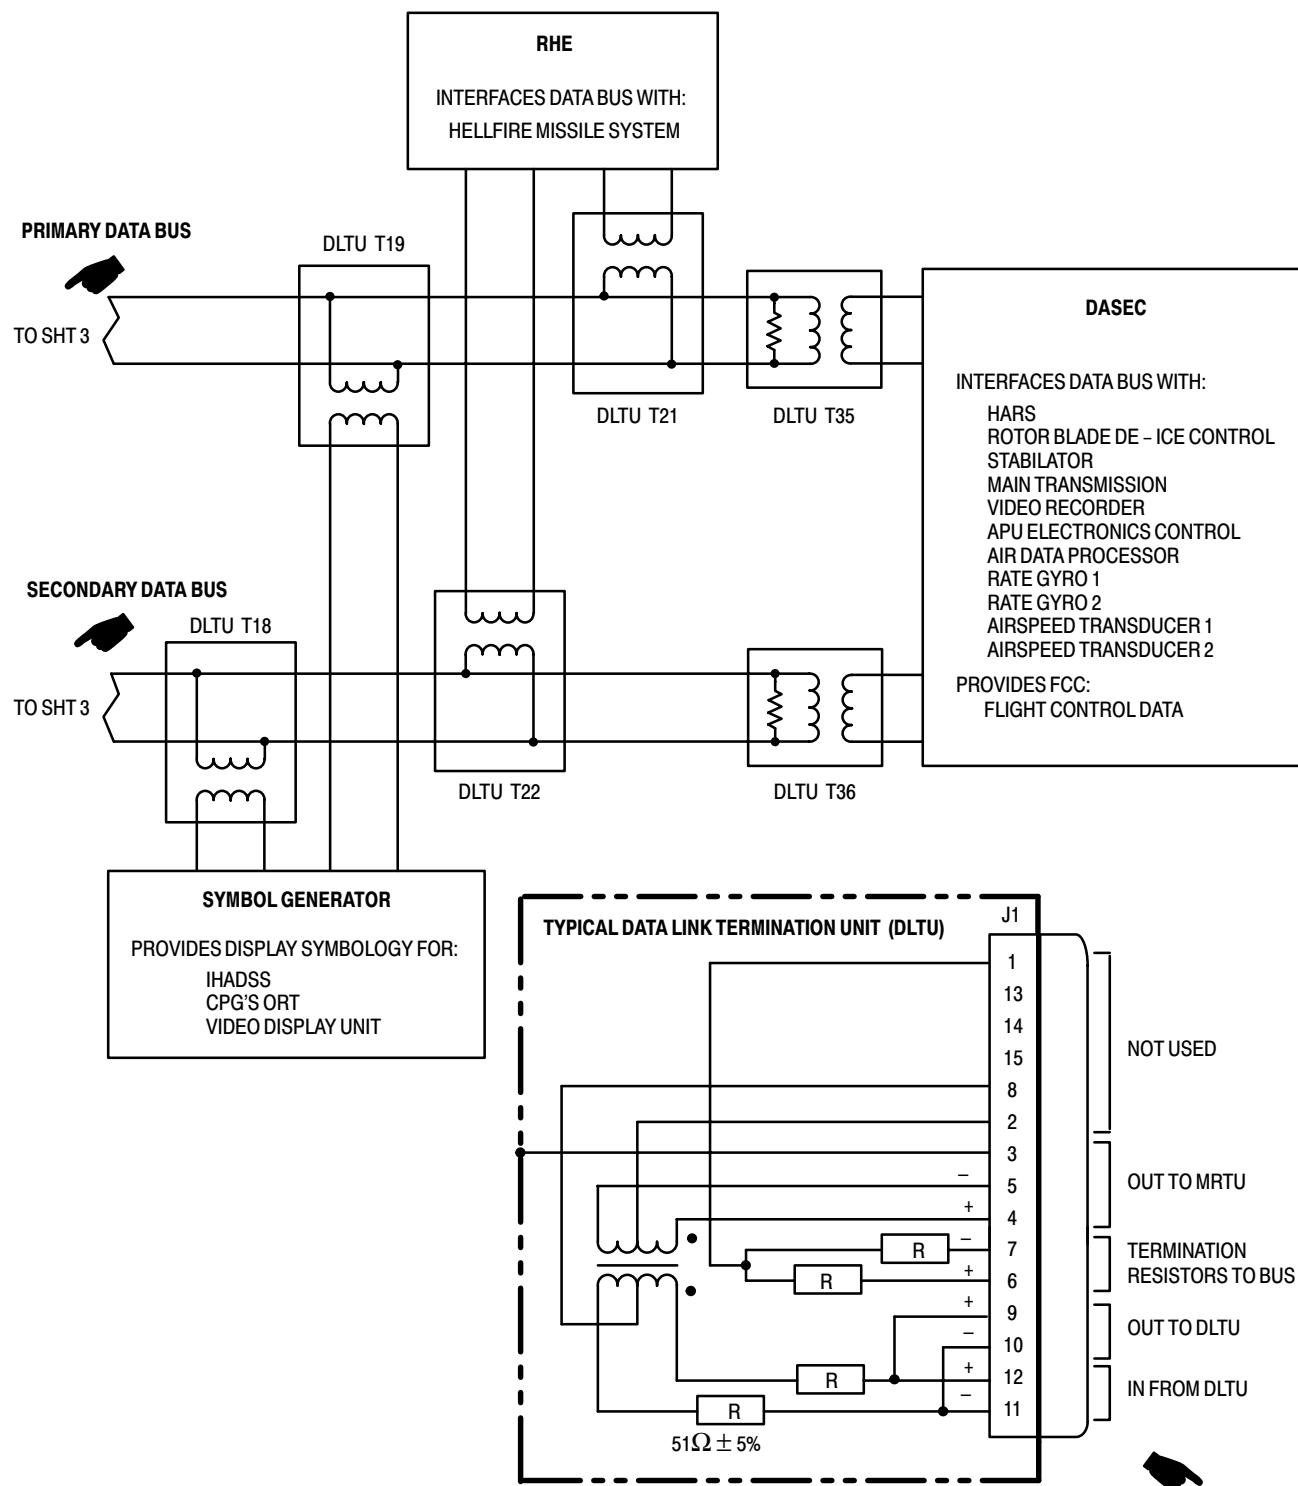 RHE
INTERFACES DATA BUS WITH:
HELLFIRE MISSILE SYSTEM
PRIMARY DATA BUS
DLTU T19
TO SHT 3
DLTU T21
DLTU T35
DASEC
INTERFACES DATA BUS WITH:
HARS
ROTOR BLADE DE – ICE CONTROL
STABILATOR
MAIN TRANSMISSION
VIDEO RECORDER
APU ELECTRONICS CONTROL
AIR DATA PROCESSOR
RATE GYRO 1
RATE GYRO 2
AIRSPEED TRANSDUCER 1
AIRSPEED TRANSDUCER 2
PROVIDES FCC:
FLIGHT CONTROL DATA
SECONDARY DATA BUS
DLTU T18
TO SHT 3
DLTU T22
DLTU T36
SYMBOL GENERATOR
PROVIDES DISPLAY SYMBOLOGY FOR:
IHADSS
CPG'S ORT
VIDEO DISPLAY UNIT
TYPICAL DATA LINK TERMINATION UNIT (DLTU)
J1
1
13
14
15
8
2
NOT USED
3
– 5
+ 4
OUT TO MRTU
R – 7
R + 6
TERMINATION
RESISTORS TO BUS
+ 9
– 10
OUT TO DLTU
R + 12
R – 11
IN FROM DLTU
51Ω ± 5%